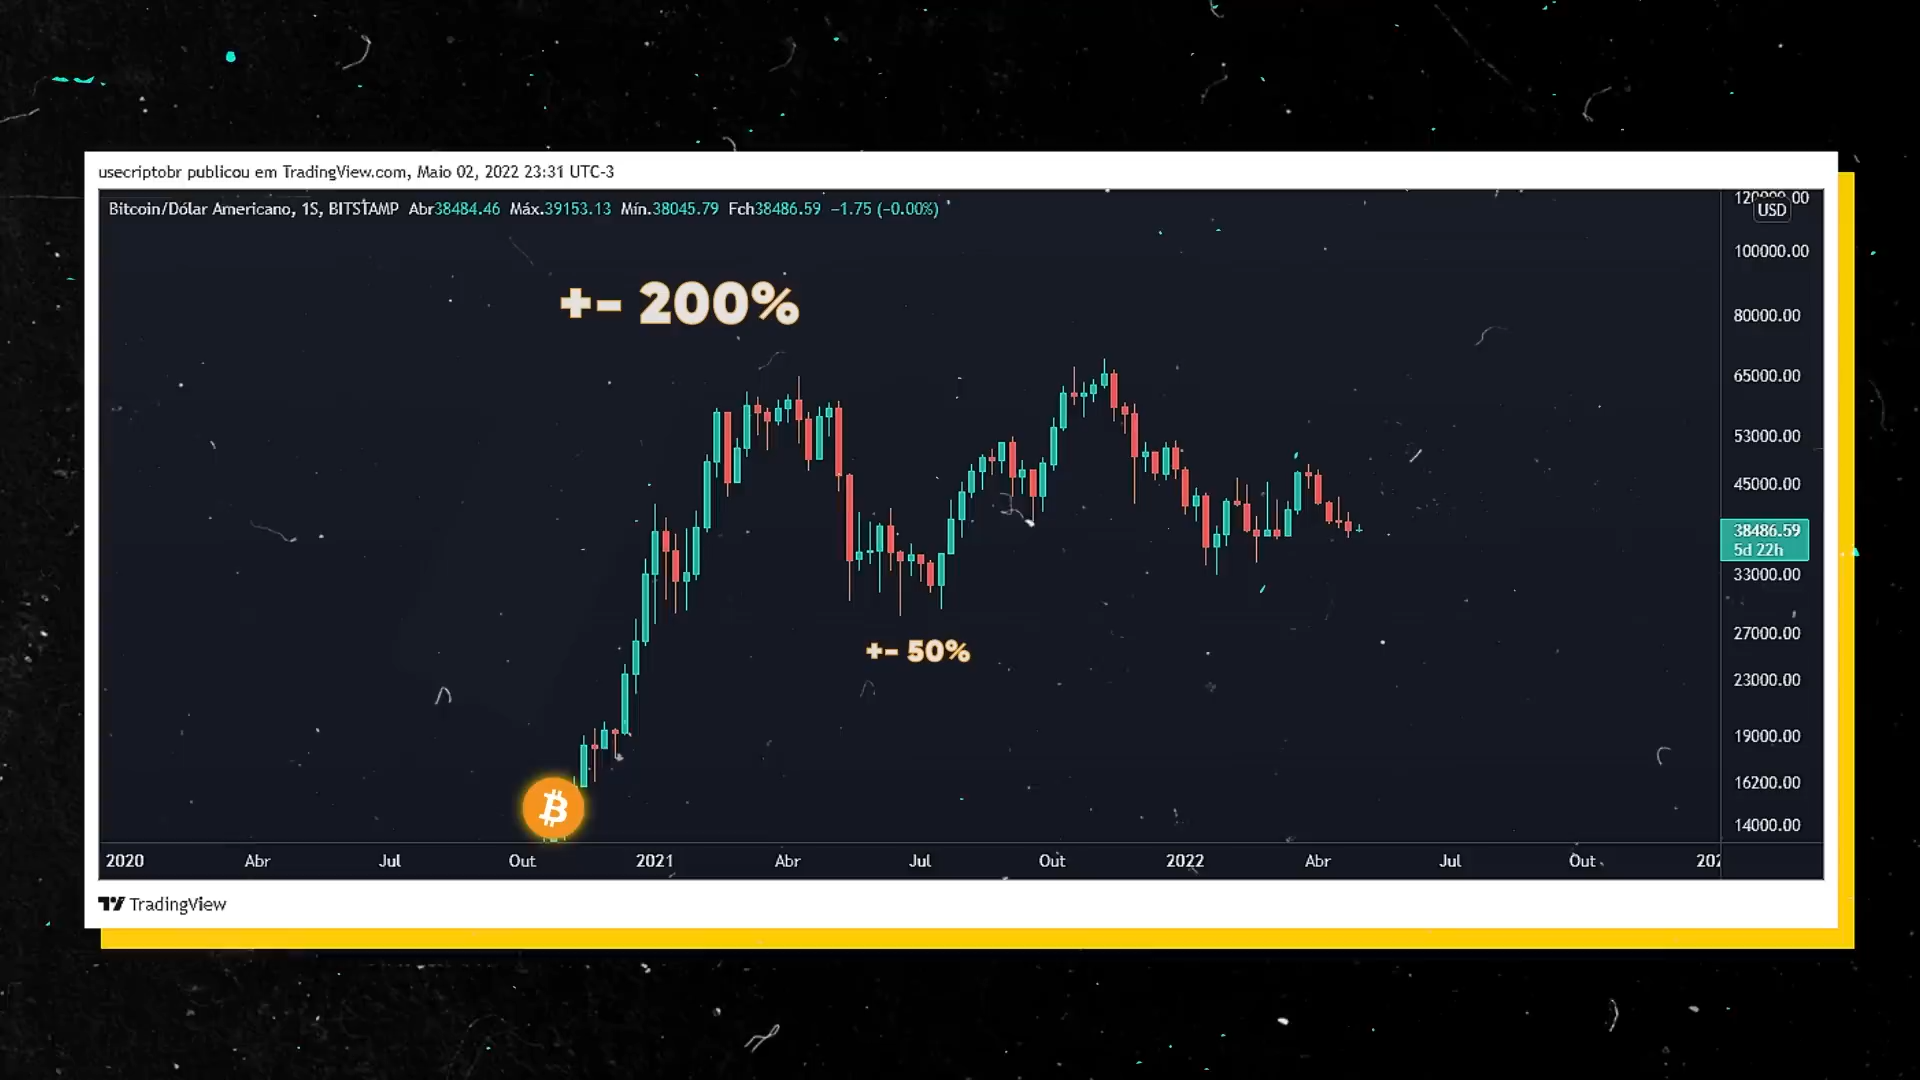 usecriptobr publicou em TradingView.com, Maio 02, 2022 23:31 UTC-3
Bitcoin/Dólar Americano, 1S, BITSTAMP Abr38484.46 Máx.39153.13 Mín.38045.79 Fch38486.59 −1.75 (−0.00%)
USD
100000.00
+- 200%
80000.00
65000.00
53000.00
45000.00
38486.59
5d 22h
33000.00
27000.00
+- 50%
23000.00
19000.00
16200.00
14000.00
2020 Abr Jul Out 2021 Abr Jul Out 2022 Abr Jul Out
TradingView